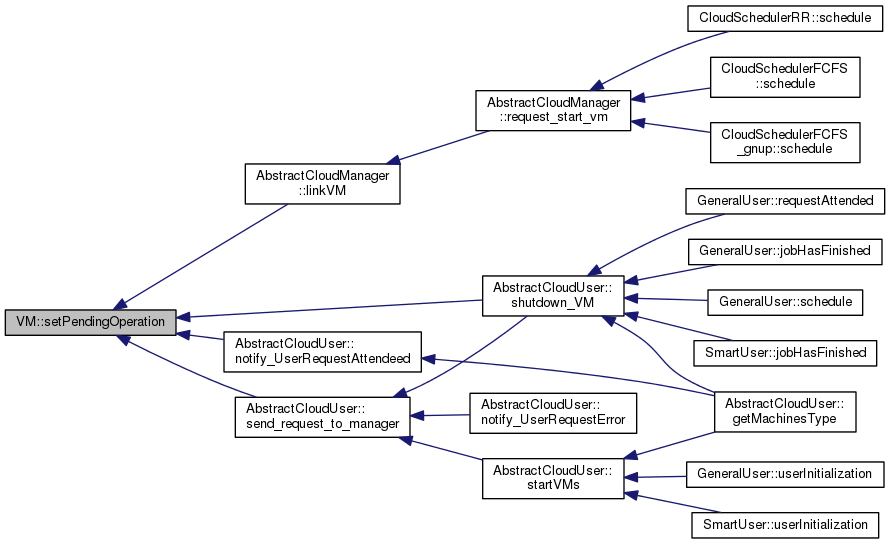 CloudSchedulerRR::schedule
CloudSchedulerFCFS
::schedule
AbstractCloudManager
::request_start_vm
CloudSchedulerFCFS
_gnup::schedule
AbstractCloudManager
::linkVM
GeneralUser::requestAttended
GeneralUser::jobHasFinished
AbstractCloudUser::
shutdown_VM
GeneralUser::schedule
VM::setPendingOperation
AbstractCloudUser::
notify_UserRequestAttendeed
SmartUser::jobHasFinished
AbstractCloudUser::
send_request_to_manager
AbstractCloudUser::
notify_UserRequestError
AbstractCloudUser::
getMachinesType
AbstractCloudUser::
startVMs
GeneralUser::userInitialization
SmartUser::userInitialization